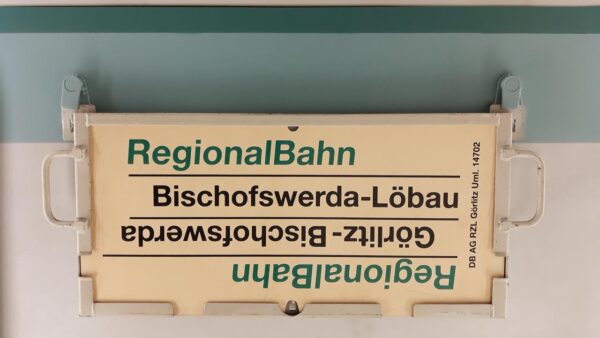 RegionalBahn
Bischofswerda-Löbau
Görlitz-Bischofswerda
RegionalBahn
DB AG RZL Görlitz Uml. 14702